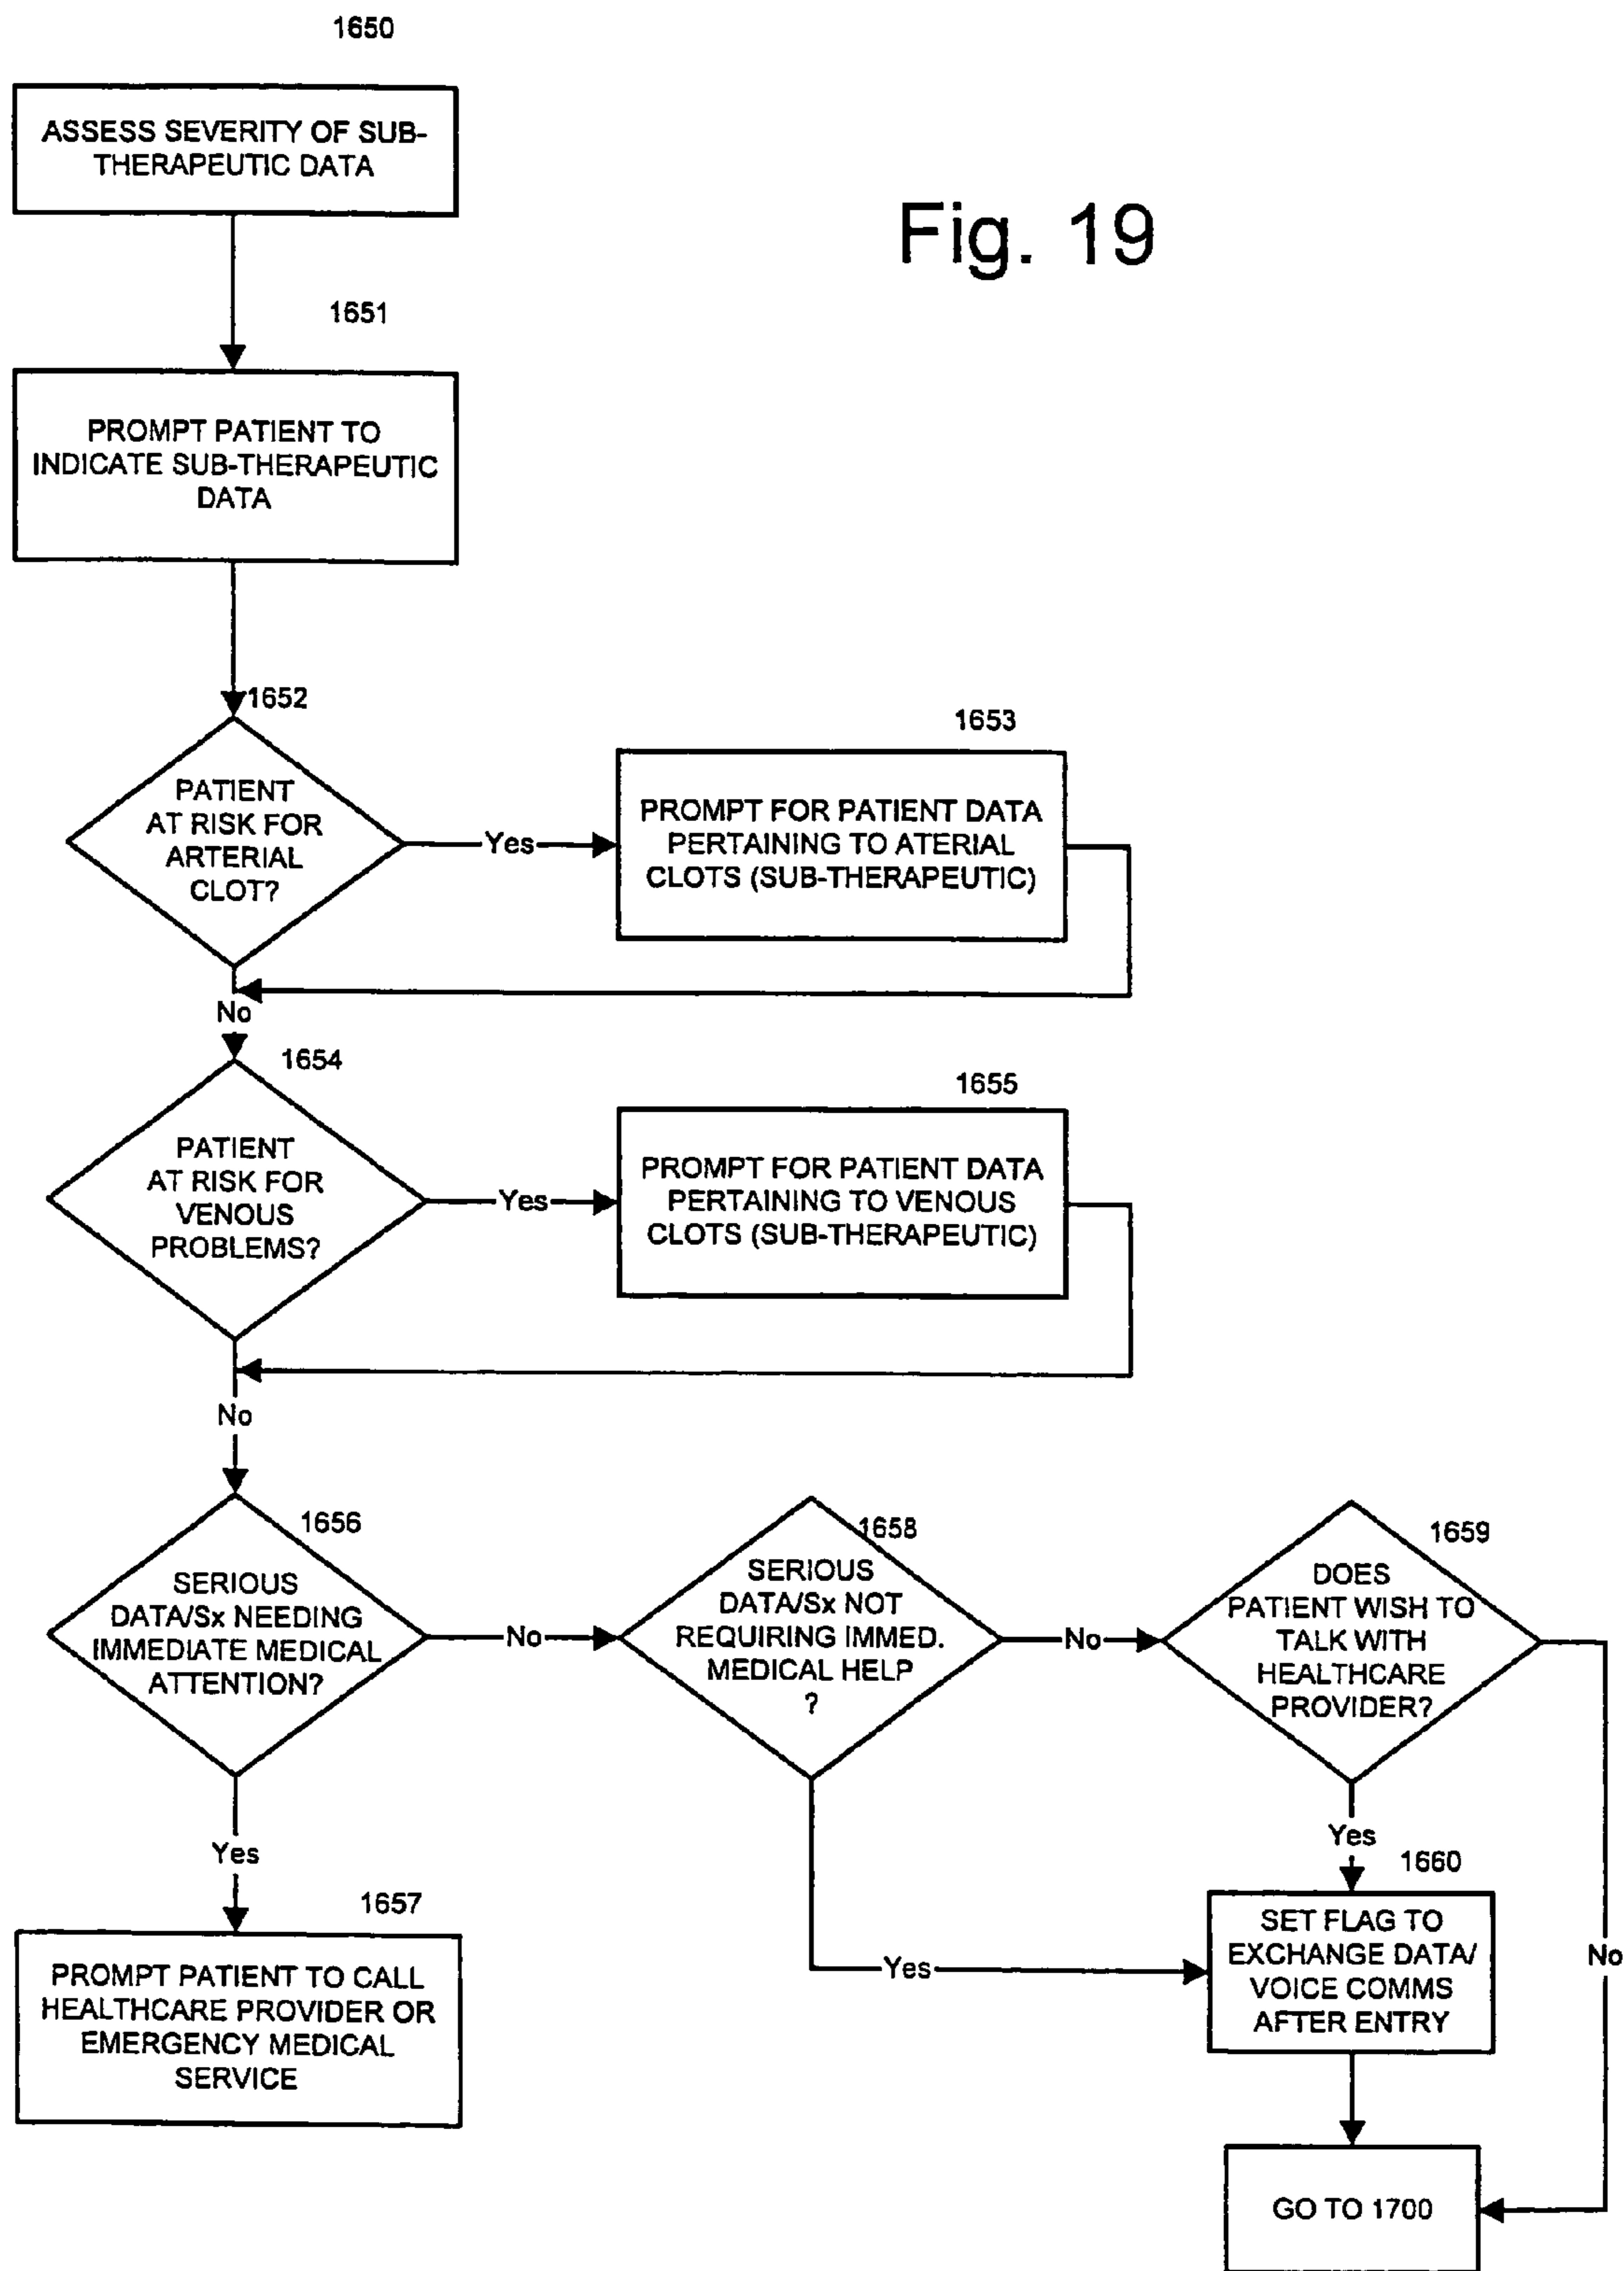 1650
ASSESS SEVERITY OF SUB-
THERAPEUTIC DATA
Fig. 19
1651
PROMPT PATIENT TO
INDICATE SUB-THERAPEUTIC
DATA
1652
PATIENT
AT RISK FOR
ARTERIAL
CLOT?
Yes
1653
PROMPT FOR PATIENT DATA
PERTAINING TO ATERIAL
CLOTS (SUB-THERAPEUTIC)
No
1654
PATIENT
AT RISK FOR
VENOUS
PROBLEMS?
Yes
1655
PROMPT FOR PATIENT DATA
PERTAINING TO VENOUS
CLOTS (SUB-THERAPEUTIC)
No
1656
SERIOUS
DATA/Sx NEEDING
IMMEDIATE MEDICAL
ATTENTION?
No
1658
SERIOUS
DATA/Sx NOT
REQUIRING IMMED.
MEDICAL HELP
?
No
1659
DOES
PATIENT WISH TO
TALK WITH
HEALTHCARE
PROVIDER?
Yes
1657
PROMPT PATIENT TO CALL
HEALTHCARE PROVIDER OR
EMERGENCY MEDICAL
SERVICE
Yes
Yes
1660
SET FLAG TO
EXCHANGE DATA/
VOICE COMMS
AFTER ENTRY
No
GO TO 1700